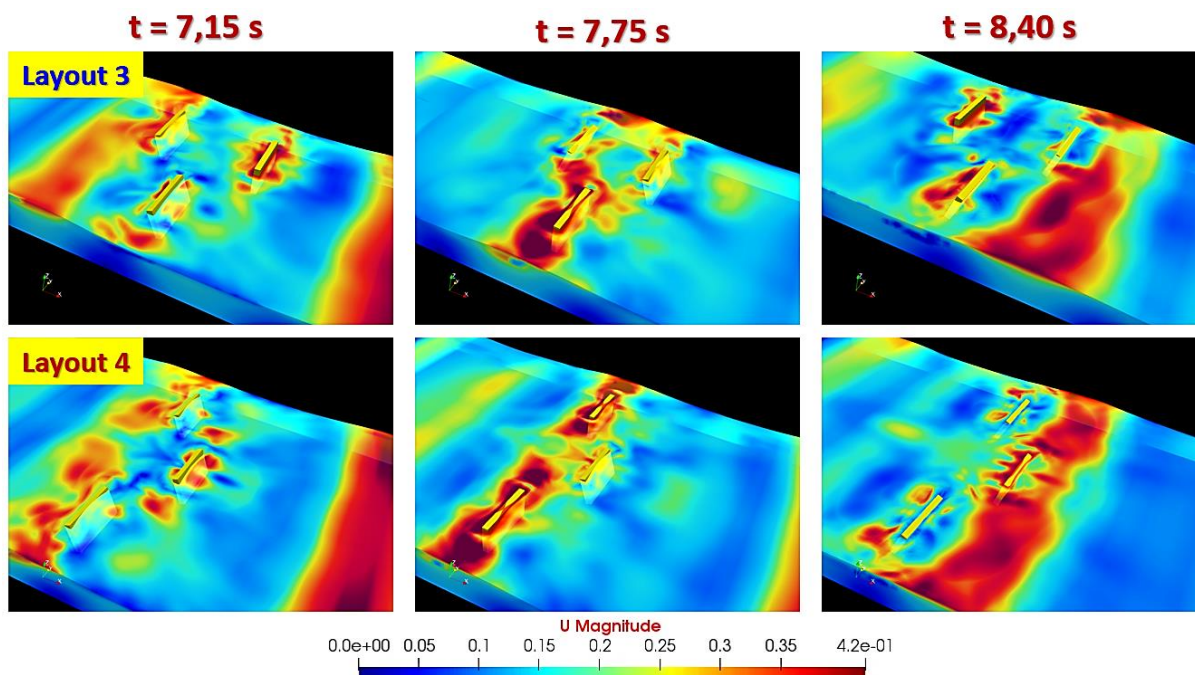 t = 7,15 s
t = 7,75 s
t = 8,40 s
Layout 3
Layout 4
U Magnitude
0.0e+00 0.05 0.1 0.15 0.2 0.25 0.3 0.35 4.2e-01